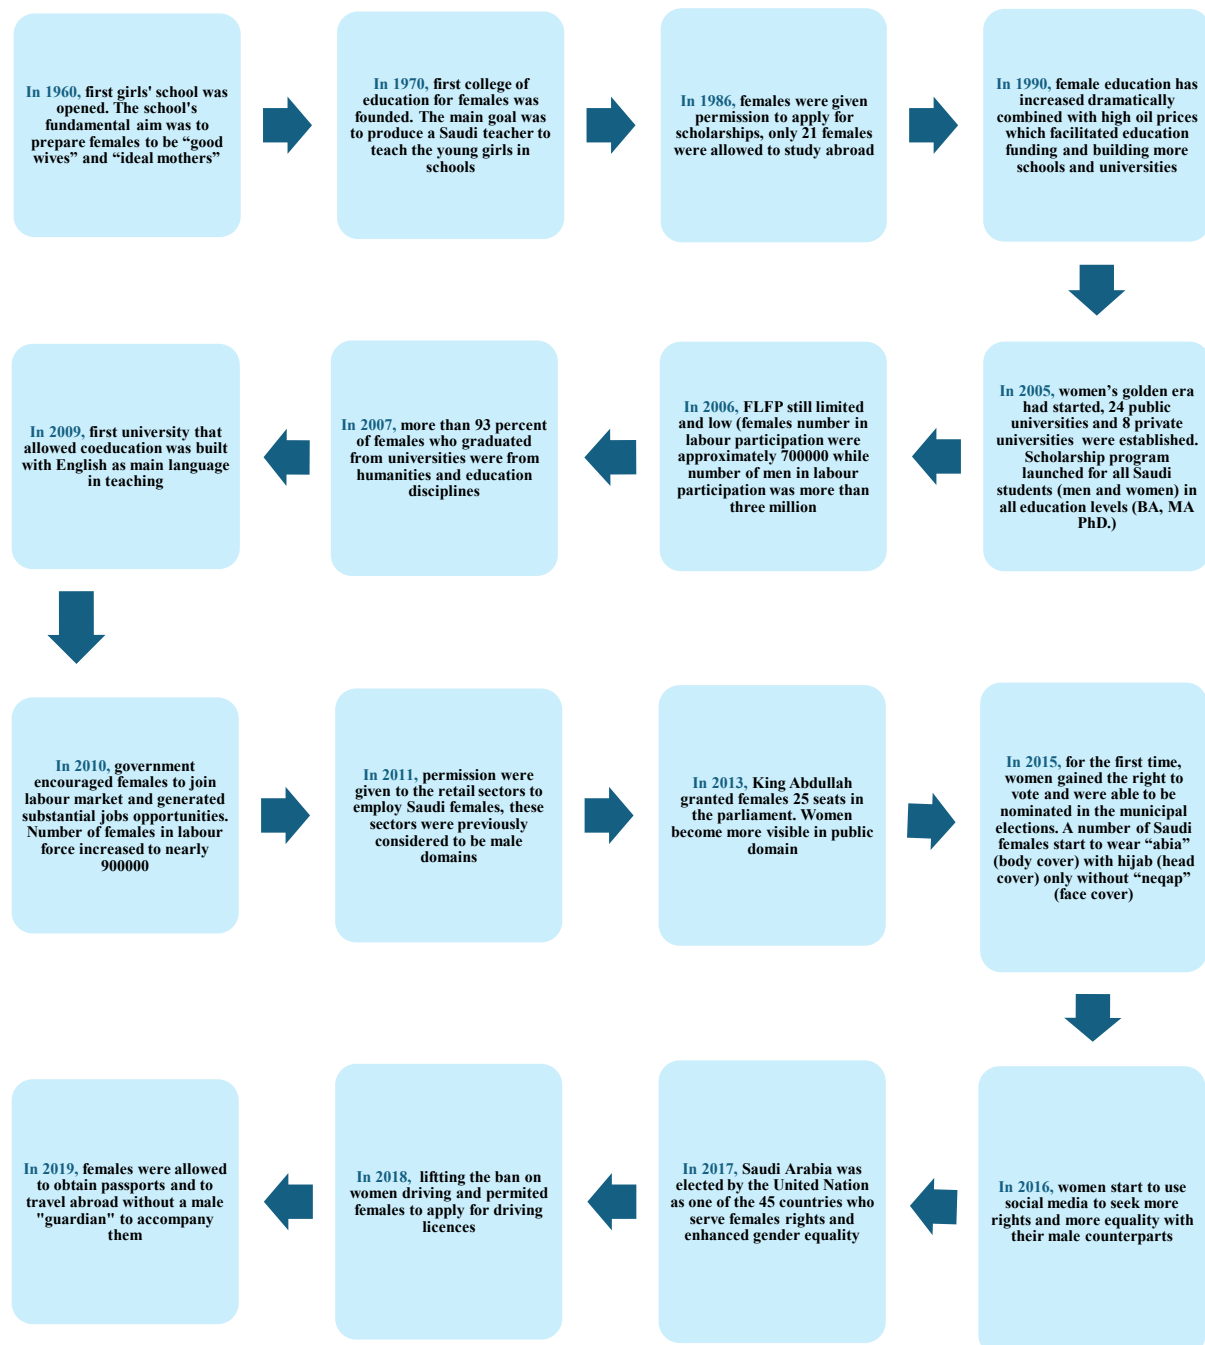 In 1960, first girls' school was
opened. The school's
fundamental aim was to
prepare females to be “good
wives” and “ideal mothers”
In 1970, first college of
education for females was
founded. The main goal was
to produce a Saudi teacher to
teach the young girls in
schools
In 1986, females were given
permission to apply for
scholarships, only 21 females
were allowed to study abroad
In 1990, female education has
increased dramatically
combined with high oil prices
which facilitated education
funding and building more
schools and universities
In 2005, women’s golden era
had started, 24 public
universities and 8 private
universities were established.
Scholarship program
launched for all Saudi
students (men and women) in
all education levels (BA, MA
PhD.)
In 2006, FLFP still limited
and low (females number in
labour participation were
approximately 700000 while
number of men in labour
participation was more than
three million
In 2007, more than 93 percent
of females who graduated
from universities were from
humanities and education
disciplines
In 2009, first university that
allowed coeducation was built
with English as main language
in teaching
In 2010, government
encouraged females to join
labour market and generated
substantial jobs opportunities.
Number of females in labour
force increased to nearly
900000
In 2011, permission were
given to the retail sectors to
employ Saudi females, these
sectors were previously
considered to be male
domains
In 2013, King Abdullah
granted females 25 seats in
the parliament. Women
become more visible in public
domain
In 2015, for the first time,
women gained the right to
vote and were able to be
nominated in the municipal
elections. A number of Saudi
females start to wear “abia”
(body cover) with hijab (head
cover) only without “neqap”
(face cover)
In 2016, women start to use
social media to seek more
rights and more equality with
their male counterparts
In 2017, Saudi Arabia was
elected by the United Nation
as one of the 45 countries who
serve females rights and
enhanced gender equality
In 2018, liftting the ban on
women driving and permited
females to apply for driving
licences
In 2019, females were allowed
to obtain passports and to
travel abroad without a male
"guardian" to accompany
them